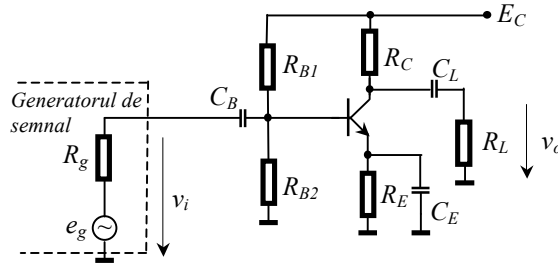 E_C
R_B1
R_C
C_L
Generatorul de
semnal
C_B
R_g
v_i
R_B2
R_E
C_E
R_L
v_o
e_g
~